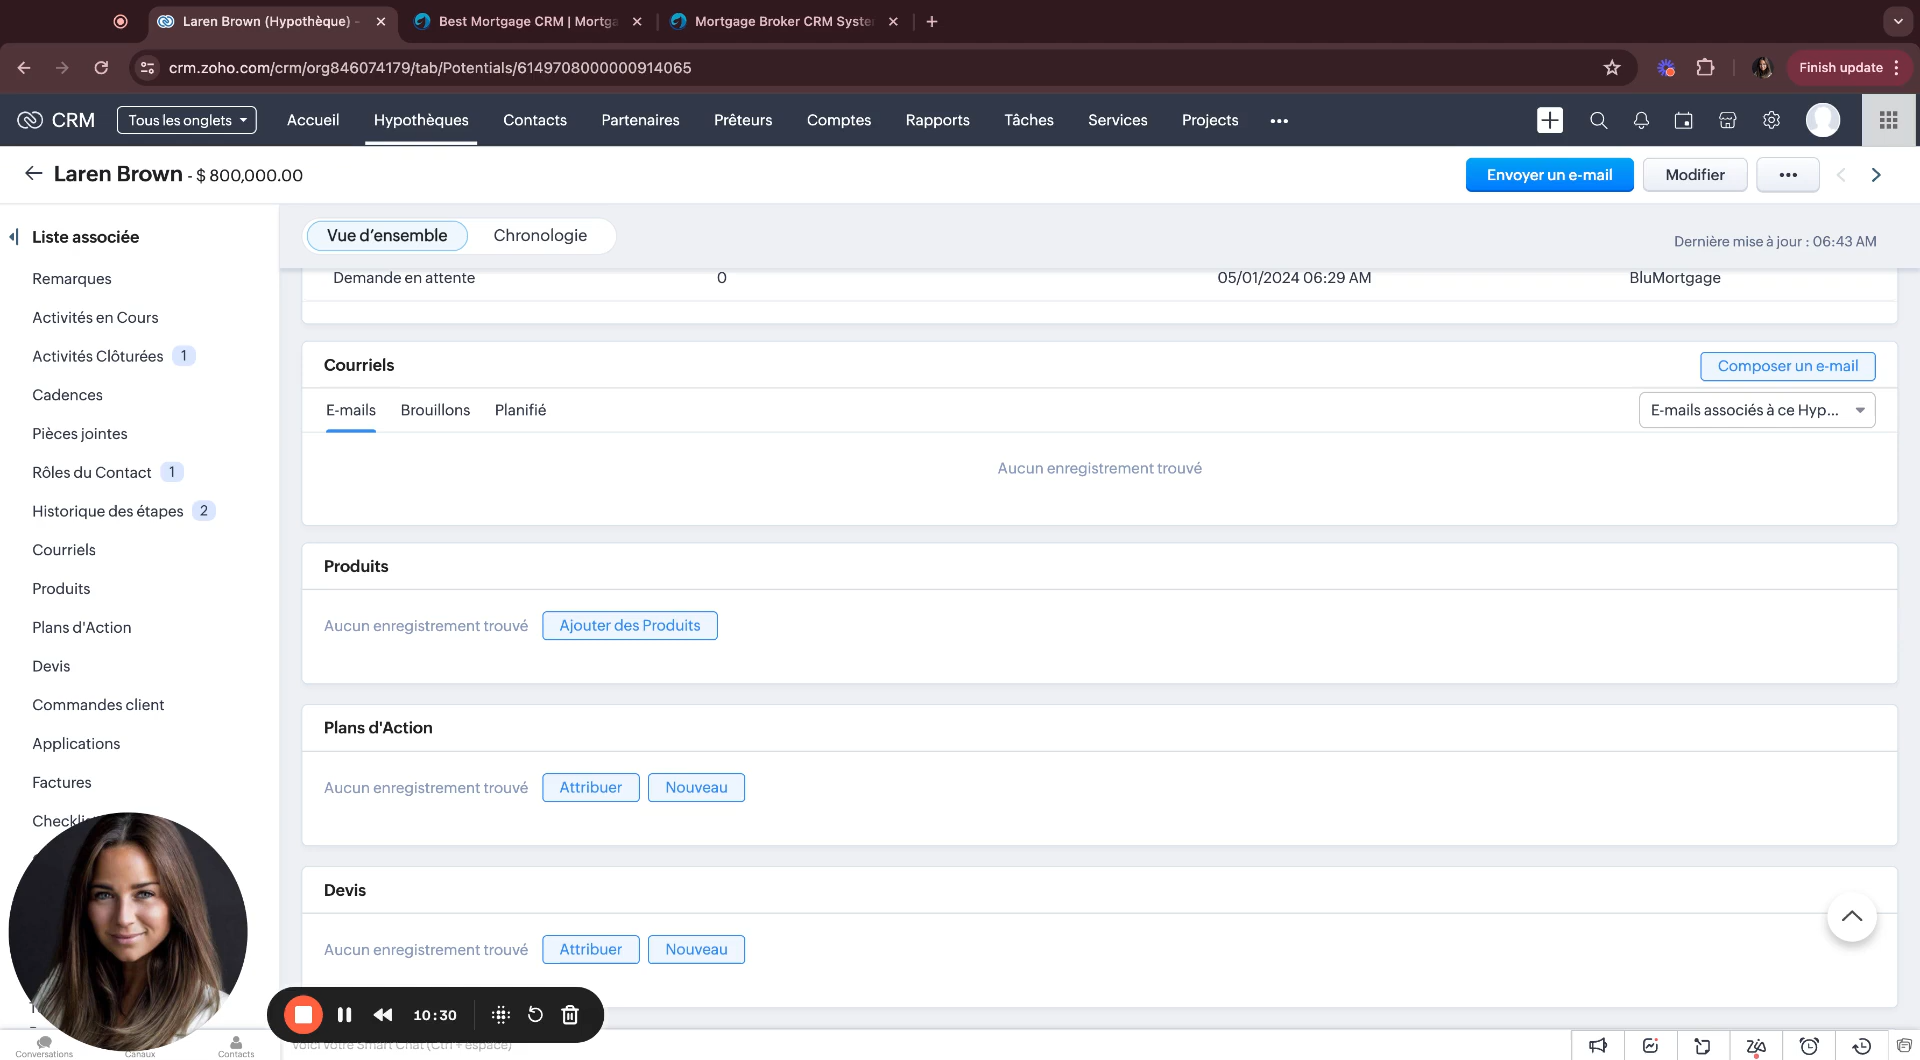 Laren Brown (Hypothèque) -
Best Mortgage CRM | Mortga
Mortgage Broker CRM Syste
crm.zoho.com/crm/org846074179/tab/Potentials/6149708000000914065
Finish update
CRM
Tous les onglets
Accueil
Hypothèques
Contacts
Partenaires
Prêteurs
Comptes
Rapports
Tâches
Services
Projects
Laren Brown - $ 800,000.00
Envoyer un e-mail
Modifier
Liste associée
Vue d'ensemble
Chronologie
Dernière mise à jour : 06:43 AM
Remarques
Activités en Cours
Activités Clôturées 1
Cadences
Pièces jointes
Rôles du Contact 1
Historique des étapes 2
Courriels
Produits
Plans d'Action
Devis
Commandes client
Applications
Factures
Demande en attente
0
05/01/2024 06:29 AM
BluMortgage
Courriels
Composer un e-mail
E-mails
Brouillons
Planifié
E-mails associés à ce Hyp...
Aucun enregistrement trouvé
Produits
Aucun enregistrement trouvé
Ajouter des Produits
Plans d'Action
Aucun enregistrement trouvé
Attribuer
Nouveau
Devis
Aucun enregistrement trouvé
Attribuer
Nouveau
10:30
Conversations
Canaux
Contacts
votre Smart Chat (Ctrl + espace)